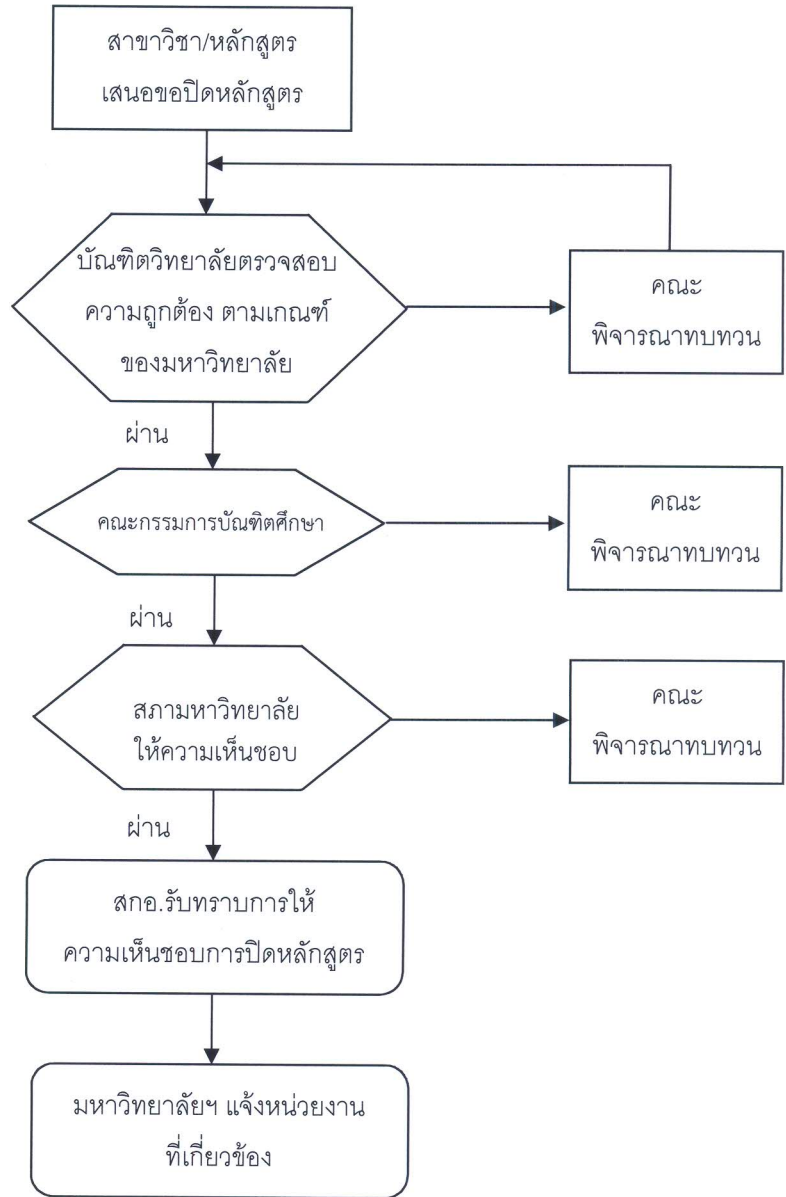 สาขาวิชา/หลักสูตร
เสนอขอปิดหลักสูตร
บัณฑิตวิทยาลัยตรวจสอบ
ความถูกต้อง ตามเกณฑ์
ของมหาวิทยาลัย
คณะ
พิจารณาทบทวน
ผ่าน
คณะกรรมการบัณฑิตศึกษา
คณะ
พิจารณาทบทวน
ผ่าน
สภามหาวิทยาลัย
ให้ความเห็นชอบ
คณะ
พิจารณาทบทวน
ผ่าน
สกอ.รับทราบการให้
ความเห็นชอบการปิดหลักสูตร
มหาวิทยาลัยฯ แจ้งหน่วยงาน
ที่เกี่ยวข้อง